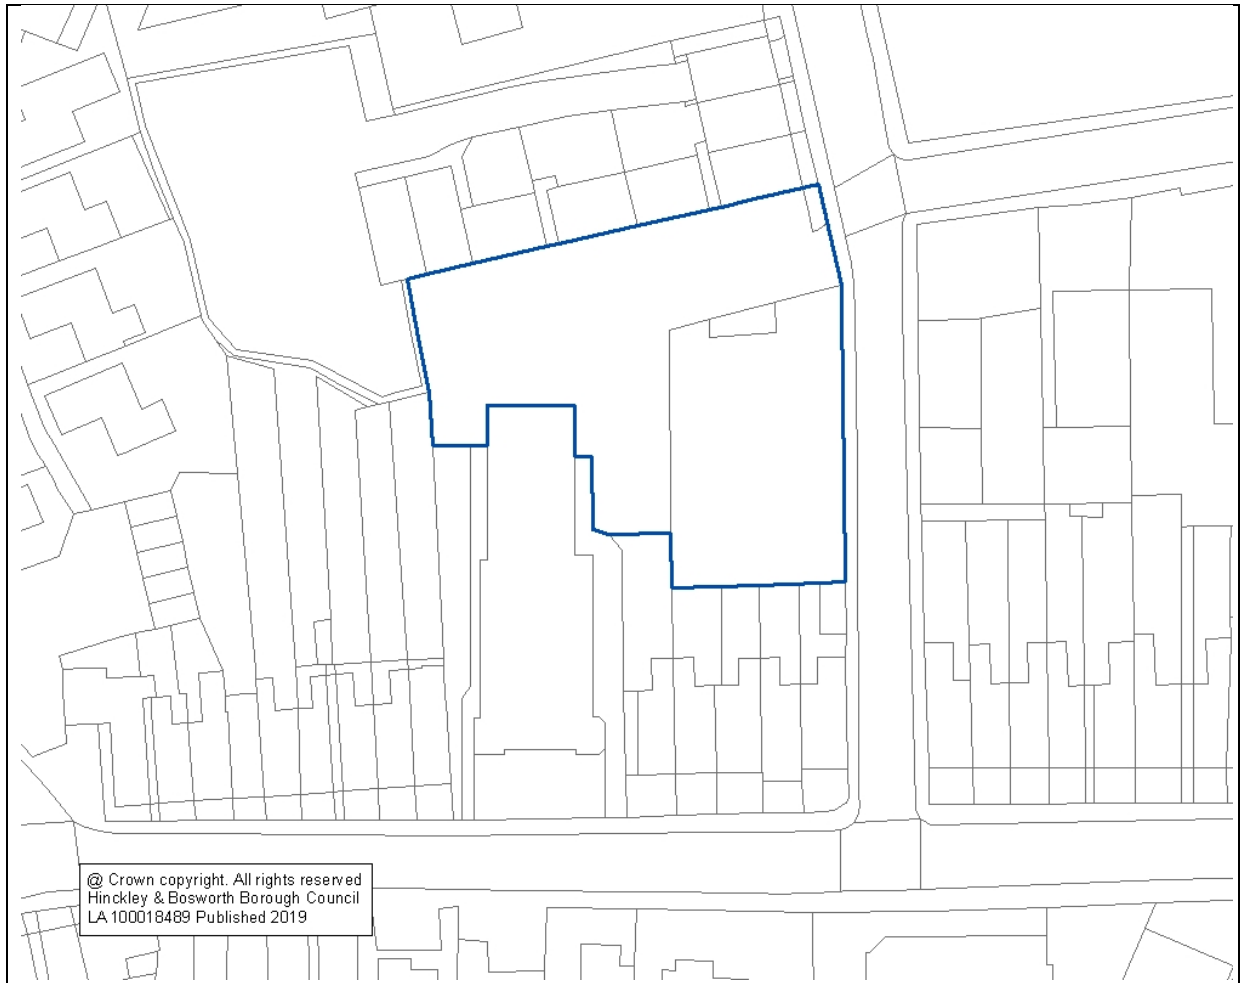 @ Crown copyright. All rights reserved
Hinckley & Bosworth Borough Council
LA 100018489 Published 2019